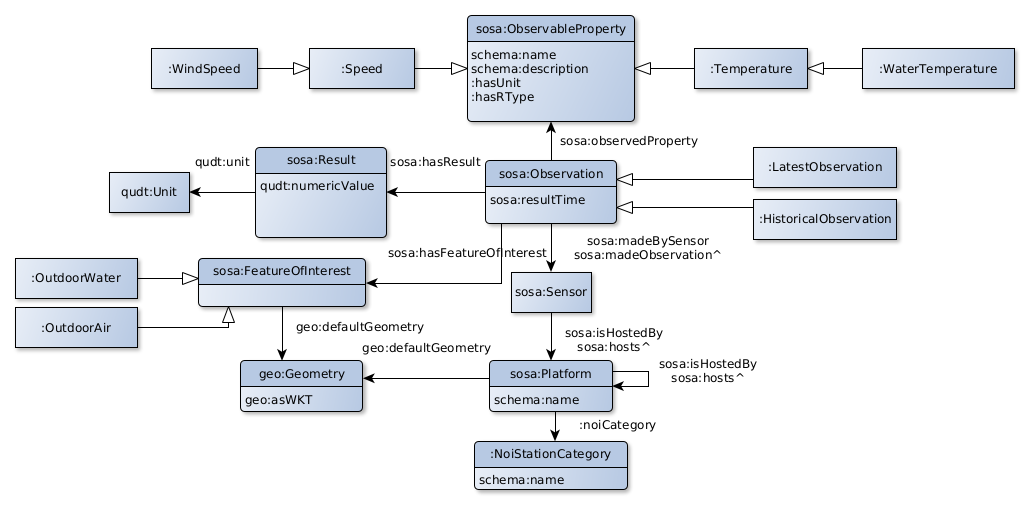 sosa:ObservableProperty
schema:name
schema:description
:hasUnit
:hasRType
:WindSpeed
:Speed
:Temperature
:WaterTemperature
sosa:observedProperty
qudt:unit
sosa:Result
qudt:numericValue
sosa:hasResult
sosa:Observation
sosa:resultTime
:LatestObservation
qudt:Unit
:HistoricalObservation
sosa:hasFeatureOfInterest
sosa:madeBySensor
sosa:madeObservation^
:OutdoorWater
sosa:FeatureOfInterest
sosa:Sensor
:OutdoorAir
geo:defaultGeometry
sosa:isHostedBy
sosa:hosts^
geo:defaultGeometry
geo:Geometry
geo:asWKT
sosa:Platform
schema:name
sosa:isHostedBy
sosa:hosts^
:noiCategory
:NoiStationCategory
schema:name